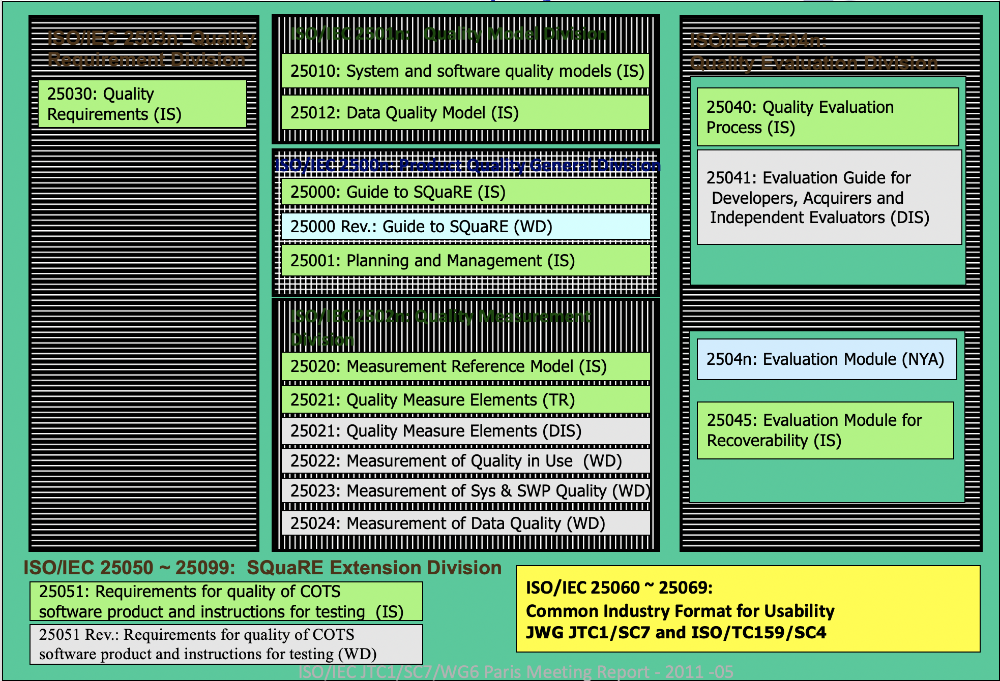 ISO/IEC 2503n: Quality
Requirement Division
25030: Quality
Requirements (IS)
ISO/IEC 2501n: Quality Model Division
25010: System and software quality models (IS)
25012: Data Quality Model (IS)
ISO/IEC 2500n: Product Quality General Division
25000: Guide to SQuaRE (IS)
25000 Rev.: Guide to SQuaRE (WD)
25001: Planning and Management (IS)
ISO/IEC 2502n: Quality Measurement
Division
25020: Measurement Reference Model (IS)
25021: Quality Measure Elements (TR)
25021: Quality Measure Elements (DIS)
25022: Measurement of Quality in Use (WD)
25023: Measurement of Sys & SWP Quality (WD)
25024: Measurement of Data Quality (WD)
ISO/IEC 2504n:
Quality Evaluation Division
25040: Quality Evaluation
Process (IS)
25041: Evaluation Guide for
Developers, Acquirers and
Independent Evaluators (DIS)
2504n: Evaluation Module (NYA)
25045: Evaluation Module for
Recoverability (IS)
ISO/IEC 25050 ~ 25099: SQuaRE Extension Division
25051: Requirements for quality of COTS
software product and instructions for testing (IS)
25051 Rev.: Requirements for quality of COTS
software product and instructions for testing (WD)
ISO/IEC 25060 ~ 25069:
Common Industry Format for Usability
JWG JTC1/SC7 and ISO/TC159/SC4
ISO/IEC JTC1/SC7/WG6 Paris Meeting Report - 2011 -05